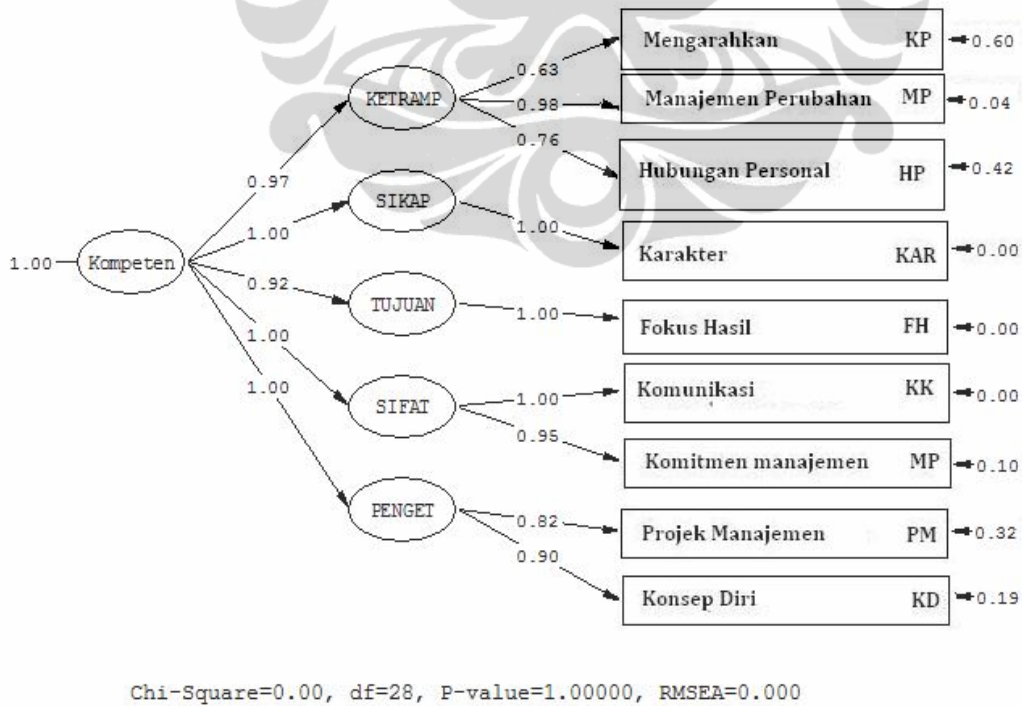 Mengarahkan KP 0.60
0.63
KETRAMP 0.98 Manajemen Perubahan MP 0.04
0.76
0.97 Hubungan Personal HP 0.42
SIKAP
1.00 1.00
Karakter KAR 0.00
1.00 Kompeten
0.92 TUJUAN
1.00 Fokus Hasil FH 0.00
1.00
1.00 Komunikasi KK 0.00
SIFAT
0.95
Komitmen manajemen MP 0.10
1.00
PENGET
0.82 Projek Manajemen PM 0.32
0.90
Konsep Diri KD 0.19
Chi-Square=0.00, df=28, P-value=1.00000, RMSEA=0.000